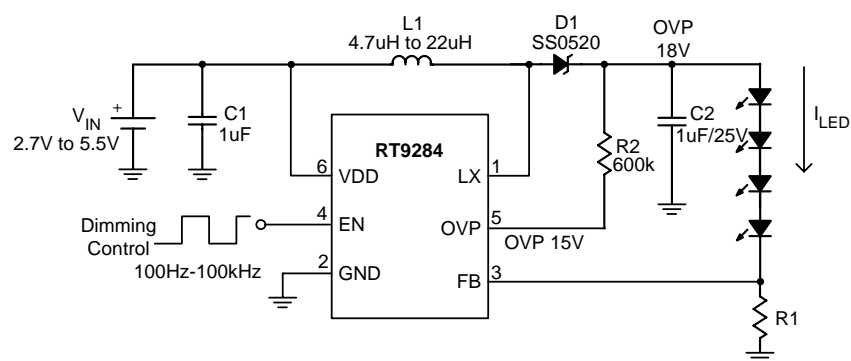 L1
4.7uH to 22uH
D1
SS0520
OVP
18V
VIN
+
2.7V to 5.5V
C1
1uF
C2
1uF/25V
ILED
R2
600k
RT9284
6
VDD
LX
1
Dimming
Control
100Hz-100kHz
4
EN
OVP
5
OVP 15V
2
GND
FB
3
R1